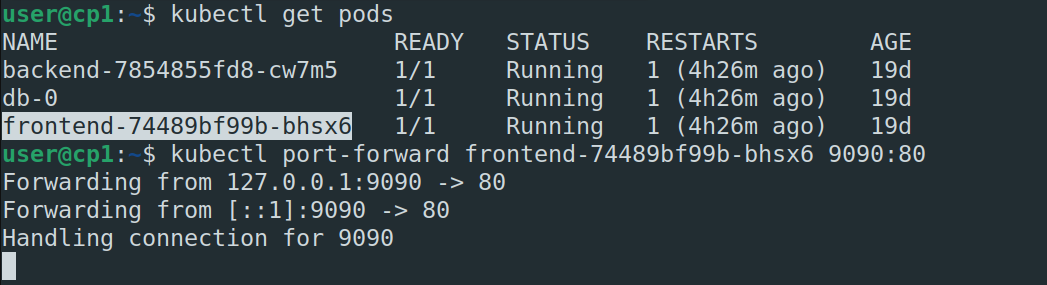 user@cp1:~$ kubectl get pods
NAME                        READY   STATUS    RESTARTS        AGE
backend-7854855fd8-cw7m5    1/1     Running   1 (4h26m ago)   19d
db-0                        1/1     Running   1 (4h26m ago)   19d
frontend-74489bf99b-bhsx6   1/1     Running   1 (4h26m ago)   19d
user@cp1:~$ kubectl port-forward frontend-74489bf99b-bhsx6 9090:80
Forwarding from 127.0.0.1:9090 -> 80
Forwarding from [::1]:9090 -> 80
Handling connection for 9090